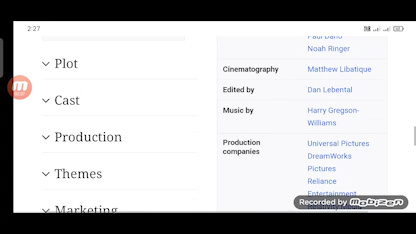 2:27
Plot
Cast
Production
Themes
Marketing
Paul Dano
Noah Ringer
Cinematography Matthew Libatique
Edited by Dan Lebental
Music by Harry Gregson-
Williams
Production Universal Pictures
companies DreamWorks
Pictures
Reliance
Entertainment
Recorded by Mobizen